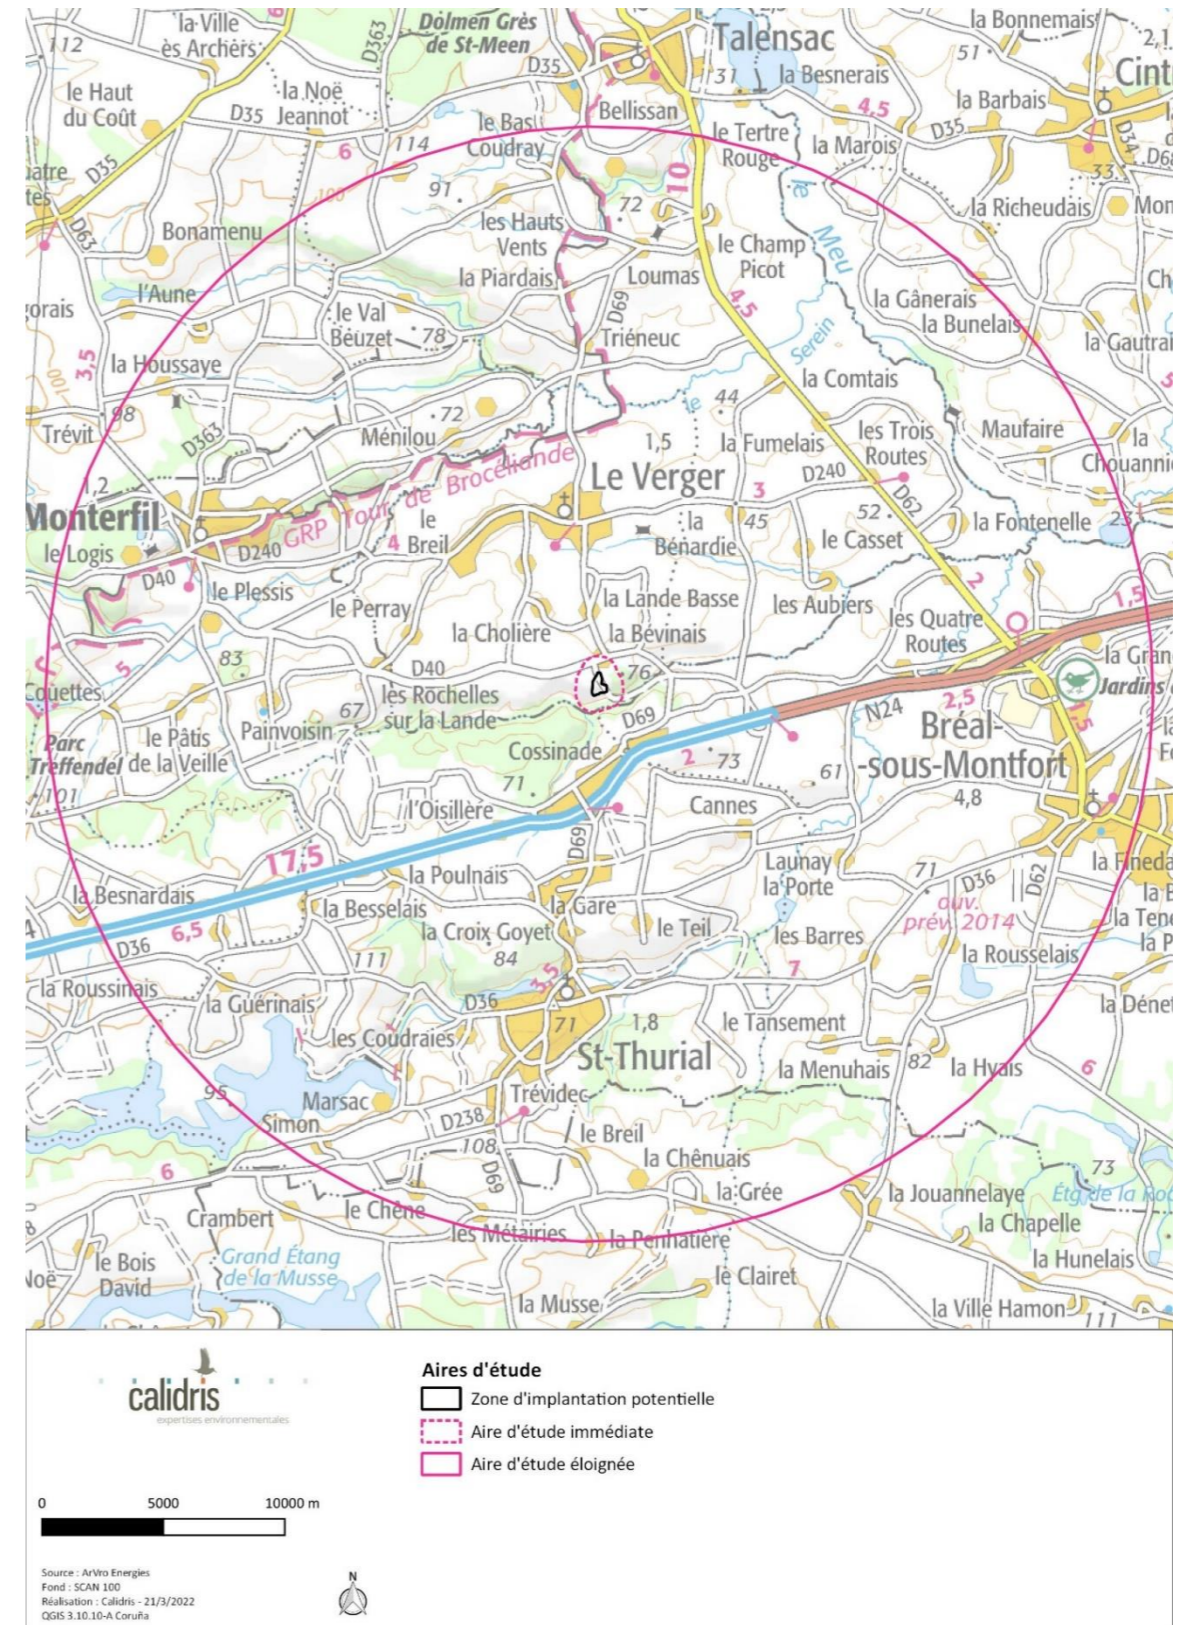 la Ville
ès Archers
Dolmen Grès
de St-Meen
D363
Talensac
la Bonnemais
112
D35
31
la Besnerais
51
le Haut
du Coût
la Noë
Jeannot
D35
Bellissan
4,5
la Barbais
D35
D34
le Bas
Coudray
le Tertre
Rouge
la Marois
6
114
D35
33
91
10
72
le
Meu
la Richeudais
D63
Bonamenu
les Hauts
Vents
le Champ
Picot
la Piardais
Loumas
l'Aune
D69
4,5
la Gânerais
la Bunelais
le Val
Beuzet
78
Triéneuc
Serein
3,5
la Houssaye
la Comtais
le
44
98
72
Trévit
D363
Ménilou
1,5
la Fumelais
les Trois
Routes
Maufaire
la
GRP Tour de Brocéliande
Le Verger
D240
3
D62
1,2
Monterfil
45
52
la Fontenelle
23
le Logis
D240
4
le
Breil
la
Bénardie
le Casset
D40
le Plessis
le Perray
la Lande Basse
les Aubiers
2
1,5
la Cholière
la Bévinais
les Quatre
Routes
83
5
D40
76
Couettes
les Rochelles
sur la Lande
67
D69
N24
2,5
Jardins
1,5
Parc
Treffendel
le Pâtis
de la Veille
Painvoisin
Cossinade
2
73
Bréal-
-sous-Montfort
101
71
61
4,8
l'Oisillère
Cannes
D69
17,5
Launay
la Porte
71
D36
D62
la Besnardais
la Poulnais
ouv.
prév. 2014
la Besselais
la Gare
6,5
D36
la Croix Goyet
le Teil
les Barres
111
84
7
la Rousselais
la Roussinais
3,5
la Guérinais
D36
les Coudraies
71
1,8
le Tansement
St-Thurial
la Menuhais
82
la Hyais
6
95
Marsac
Trévidec
Simon
D238
108
le Breil
6
D69
la Chênuais
73
la Grée
la Jouannelaye
le Chêne
Crambert
la Chapelle
les Métairies
la Penhatière
le Bois
David
Grand Étang
de la Musse
la Hunelais
le Clairet
la Musse
la Ville Hamon
111
calidris
expertises environnementales
Aires d'étude
Zone d'implantation potentielle
Aire d'étude immédiate
Aire d'étude éloignée
0 5000 10000 m
Source : ArVro Energies
Fond : SCAN 100
Réalisation : Calidris - 21/3/2022
QGIS 3.10.10-A Coruña
N